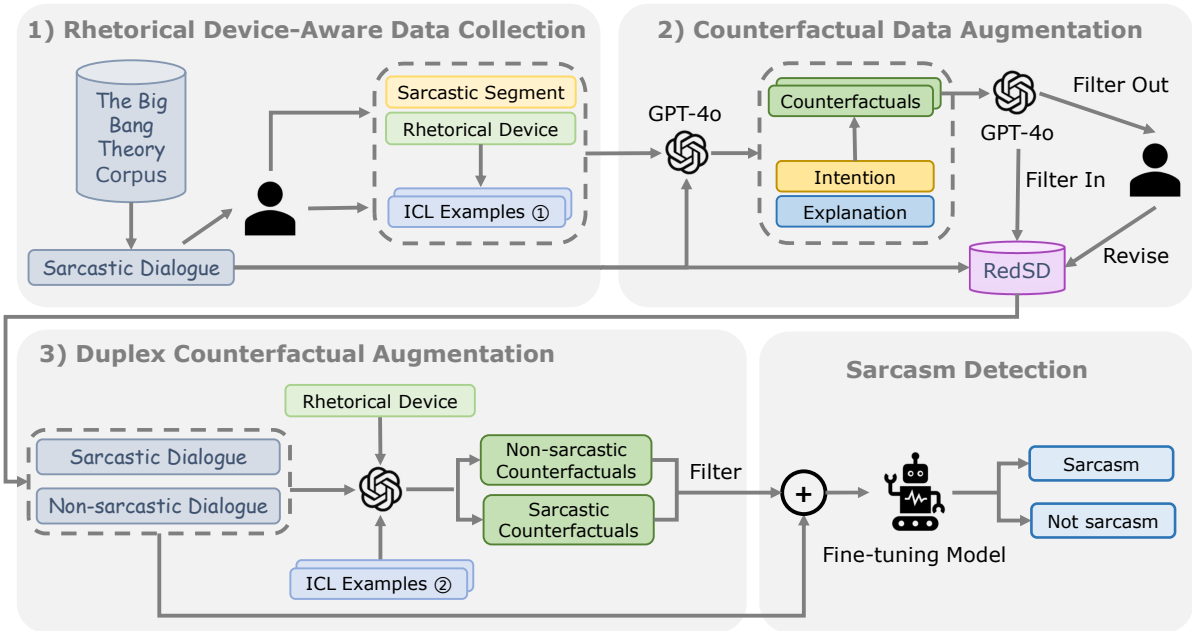 1) Rhetorical Device-Aware Data Collection
The Big
Bang
Theory
Corpus
Sarcastic Dialogue
Sarcastic Segment
Rhetorical Device
ICL Examples ①
2) Counterfactual Data Augmentation
GPT-4o
Counterfactuals
Intention
Explanation
GPT-4o
Filter Out
Filter In
Revise
RedSD
3) Duplex Counterfactual Augmentation
Rhetorical Device
Sarcastic Dialogue
Non-sarcastic Dialogue
ICL Examples ②
Non-sarcastic
Counterfactuals
Sarcastic
Counterfactuals
Filter
Sarcasm Detection
+
Fine-tuning Model
Sarcasm
Not sarcasm